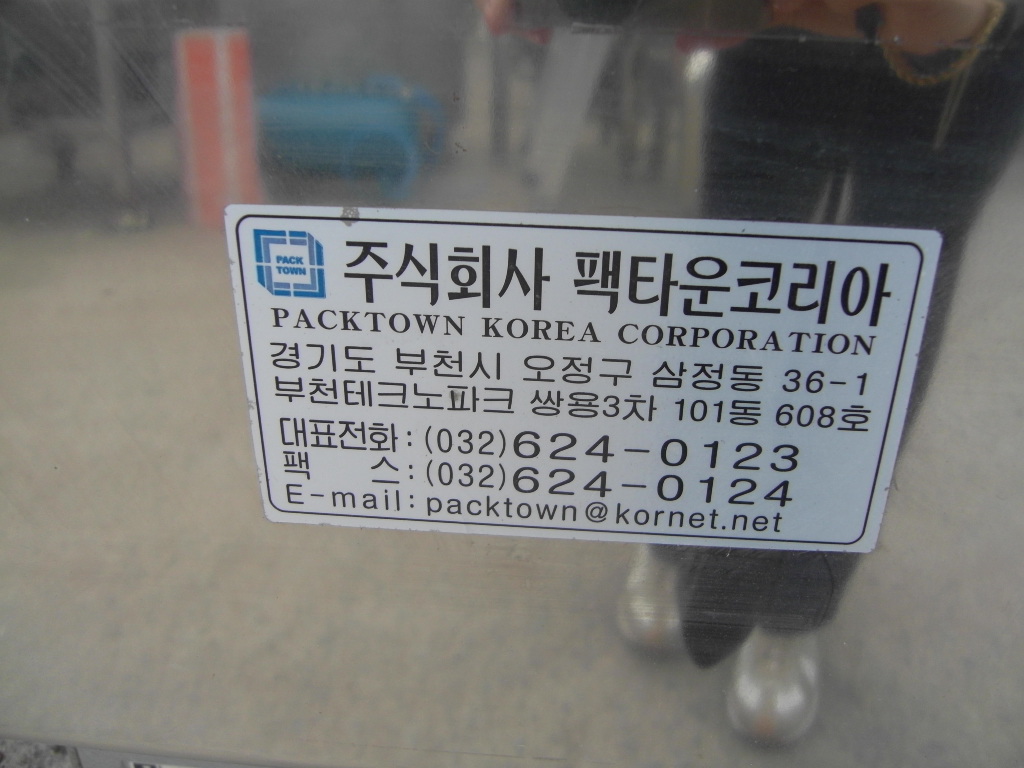 PACK
TOWN
주식회사 팩타운코리아
PACKTOWN KOREA CORPORATION
경기도 부천시 오정구 삼정동 36-1
부천테크노파크 쌍용3차 101동 608호
대표전화:(032)624-0123
팩 스:(032)624-0124
E-mail:packtown@kornet.net